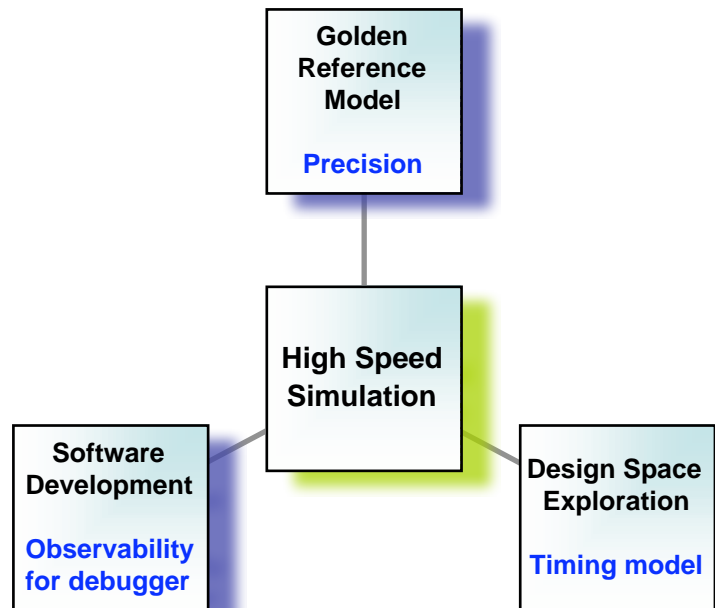 Golden
Reference
Model
Precision
High Speed
Simulation
Software
Development
Observability
for debugger
Design Space
Exploration
Timing model